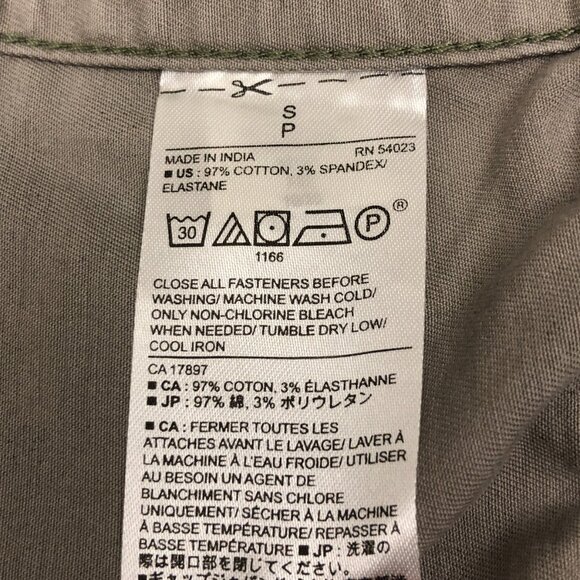 S
P
MADE IN INDIA RN 54023
■ US : 97% COTTON, 3% SPANDEX/
ELASTANE
30 P ®
1166
CLOSE ALL FASTENERS BEFORE
WASHING/ MACHINE WASH COLD/
ONLY NON-CHLORINE BLEACH
WHEN NEEDED/ TUMBLE DRY LOW/
COOL IRON
CA 17897
■ CA : 97% COTON, 3% ÉLASTHANNE
■ JP : 97% 綿, 3% ポリウレタン
■ CA : FERMER TOUTES LES
ATTACHES AVANT LE LAVAGE/ LAVER À
LA MACHINE À L'EAU FROIDE/ UTILISER
AU BESOIN UN AGENT DE
BLANCHIMENT SANS CHLORE
UNIQUEMENT/ SÉCHER À LA MACHINE
À BASSE TEMPÉRATURE/ REPASSER À
BASSE TEMPÉRATURE ■ JP : 洗濯の
際は開口部を閉じてください.